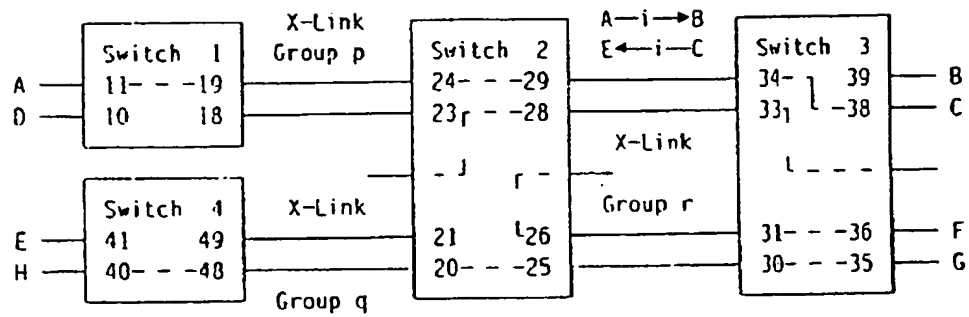 X-Link
Group p
A—i→B
E←i—C
Switch 1
A 11- - -19
D 10 18
Switch 2
24- - -29
23 - -28
- -
21 26
20- - -25
Switch 3
34- 39 B
33 -38 C
- - -
31- - -36 F
30- - -35 G
X-Link
Group r
Switch 4
E 41 49
H 40- - -48
X-Link
Group q